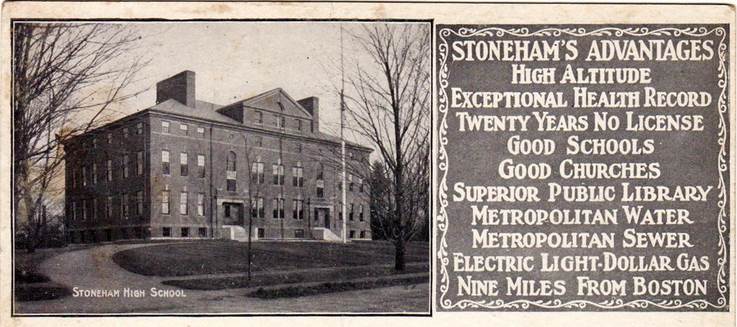 STONEHAM HIGH SCHOOL
STONEHAM'S ADVANTAGES
HIGH ALTITUDE
EXCEPTIONAL HEALTH RECORD
TWENTY YEARS NO LICENSE
GOOD SCHOOLS
GOOD CHURCHES
SUPERIOR PUBLIC LIBRARY
METROPOLITAN WATER
METROPOLITAN SEWER
ELECTRIC LIGHT-DOLLAR GAS
NINE MILES FROM BOSTON